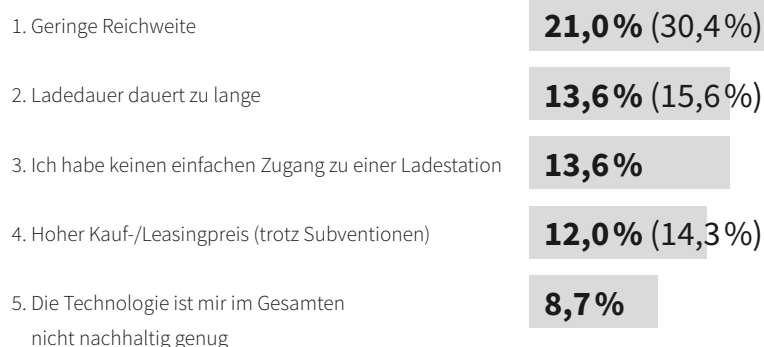 1. Geringe Reichweite 21,0% (30,4%)
2. Ladedauer dauert zu lange 13,6% (15,6%)
3. Ich habe keinen einfachen Zugang zu einer Ladestation 13,6%
4. Hoher Kauf-/Leasingpreis (trotz Subventionen) 12,0% (14,3%)
5. Die Technologie ist mir im Gesamten 8,7%
nicht nachhaltig genug